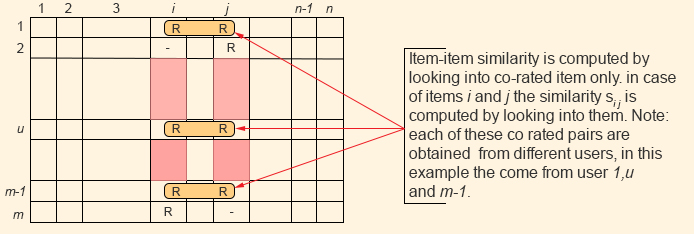 1 2 3 i j n-1 n
1 R R
2 - R
u R R
m-1 R R
m R -
Item-item similarity is computed by
looking into co-rated item only. in case
of items i and j the similarity si,j is
computed by looking into them. Note:
each of these co rated pairs are
obtained from different users, in this
example the come from user 1,u
and m-1.